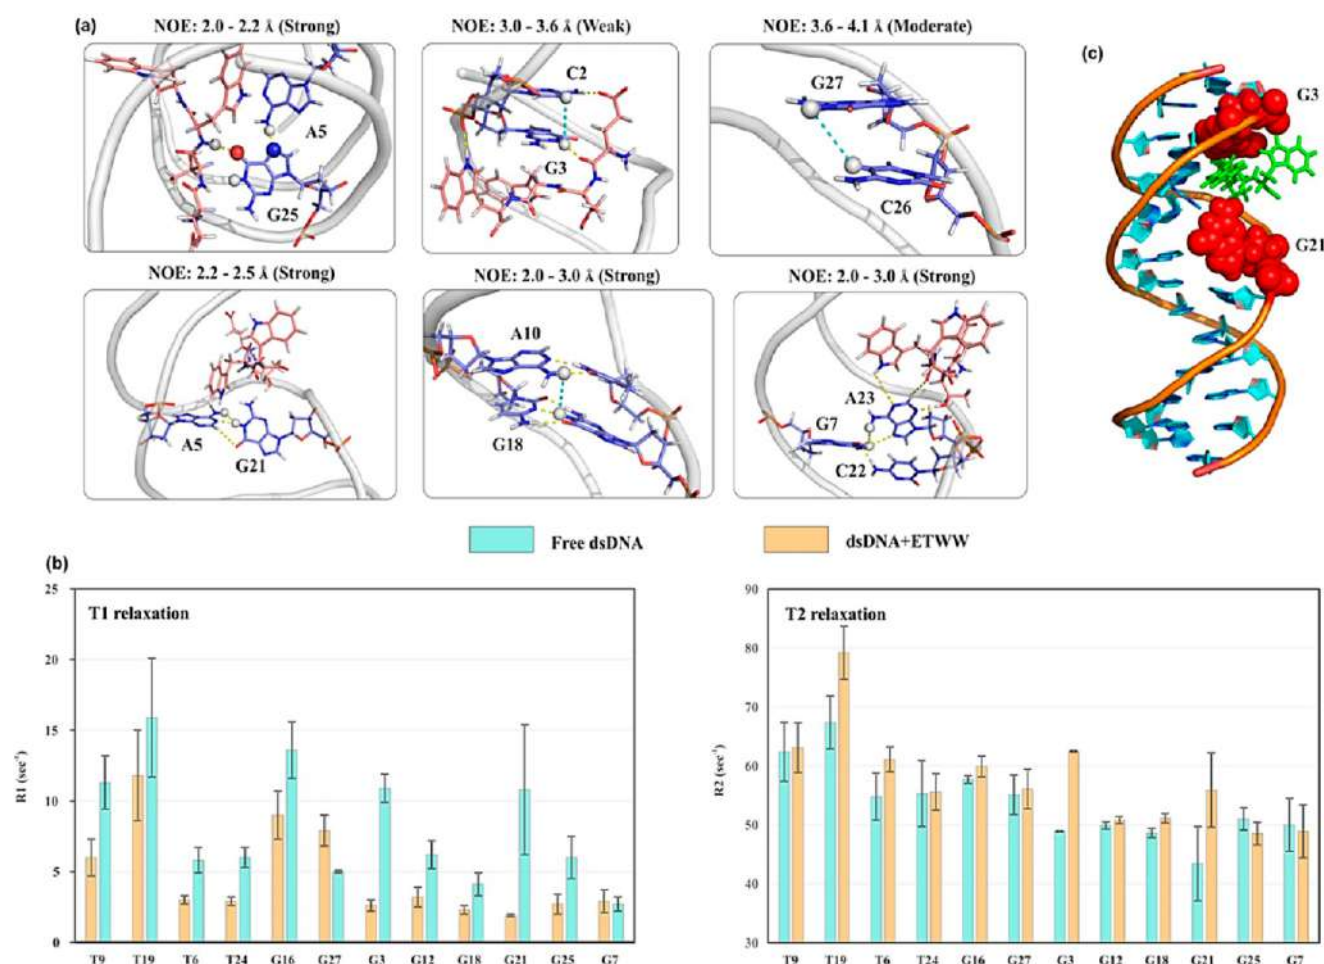 (a)
NOE: 2.0 - 2.2 Å (Strong)
NOE: 3.0 - 3.6 Å (Weak)
NOE: 3.6 - 4.1 Å (Moderate)
A5
G25
C2
G3
G27
C26
(c)
G3
G21
NOE: 2.2 - 2.5 Å (Strong)
NOE: 2.0 - 3.0 Å (Strong)
NOE: 2.0 - 3.0 Å (Strong)
A5
G21
A10
G18
A23
G7
C22
Free dsDNA
dsDNA+ETWW
(b)
T1 relaxation
R1 (sec⁻¹)
25
20
15
10
5
0
T9 T19 T6 T24 G16 G27 G3 G12 G18 G21 G25 G7
T2 relaxation
R2 (sec⁻¹)
90
80
70
60
50
40
30
T9 T19 T6 T24 G16 G27 G3 G12 G18 G21 G25 G7